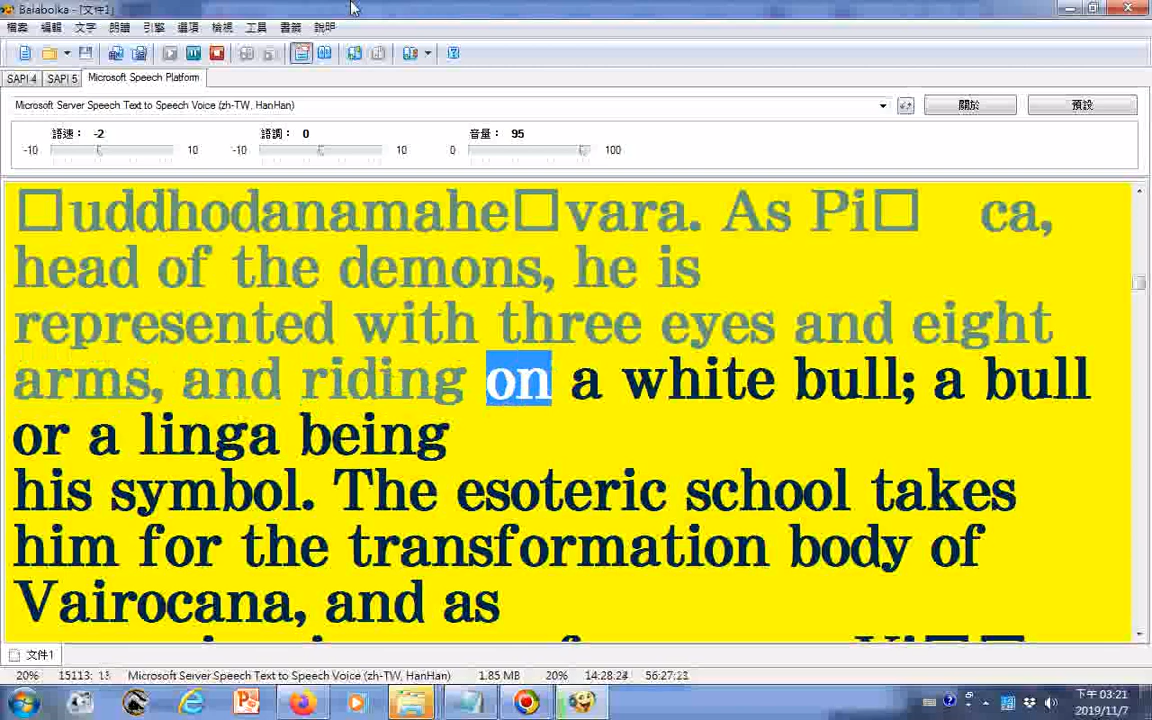 Balabolka - [文件1]
檔案 編輯 文字 朗讀 引擎 選項 檢視 工具 書籤 說明
SAPI 4 SAPI 5 Microsoft Speech Platform
Microsoft Server Speech Text to Speech Voice (zh-TW, HanHan) 關於 預設
語速： -2 語調： 0 音量： 95
-10 10 -10 10 0 100
□uddhodanamahe□vara. As Pi□ ca,
head of the demons, he is
represented with three eyes and eight
arms, and riding on a white bull; a bull
or a linga being
his symbol. The esoteric school takes
him for the transformation body of
Vairocana, and as
文件1
20% 15113: 13 Microsoft Server Speech Text to Speech Voice (zh-TW, HanHan) 1.85 MB 20% 14:28:24 56:27:23
下午 03:21
2019/11/7